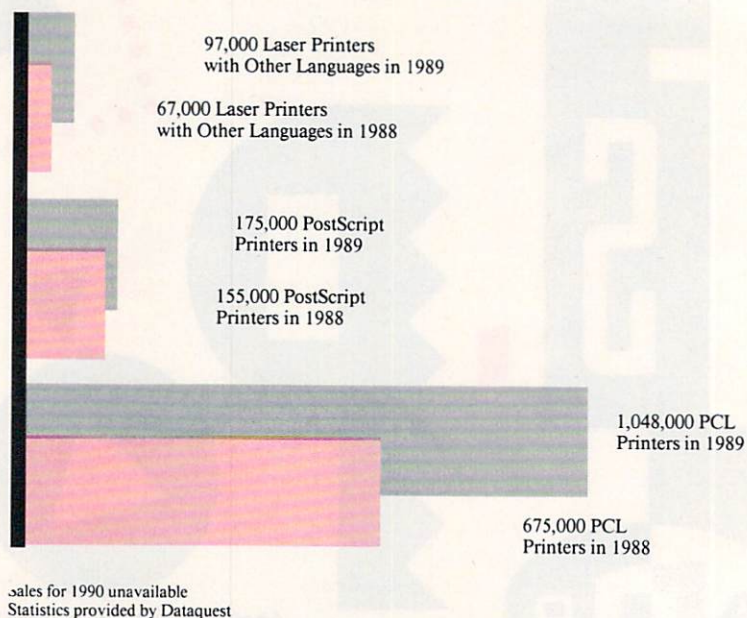 97,000 Laser Printers
with Other Languages in 1989
67,000 Laser Printers
with Other Languages in 1988
175,000 PostScript
Printers in 1989
155,000 PostScript
Printers in 1988
1,048,000 PCL
Printers in 1989
675,000 PCL
Printers in 1988
Sales for 1990 unavailable
Statistics provided by Dataquest